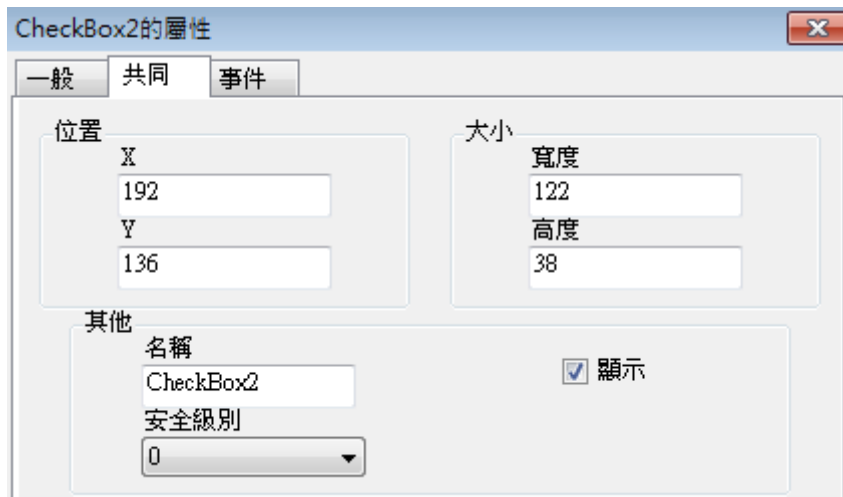 CheckBox2的屬性
一般 共同 事件
位置
X
192
Y
136
大小
寬度
122
高度
38
其他
名稱
CheckBox2
顯示
安全級別
0